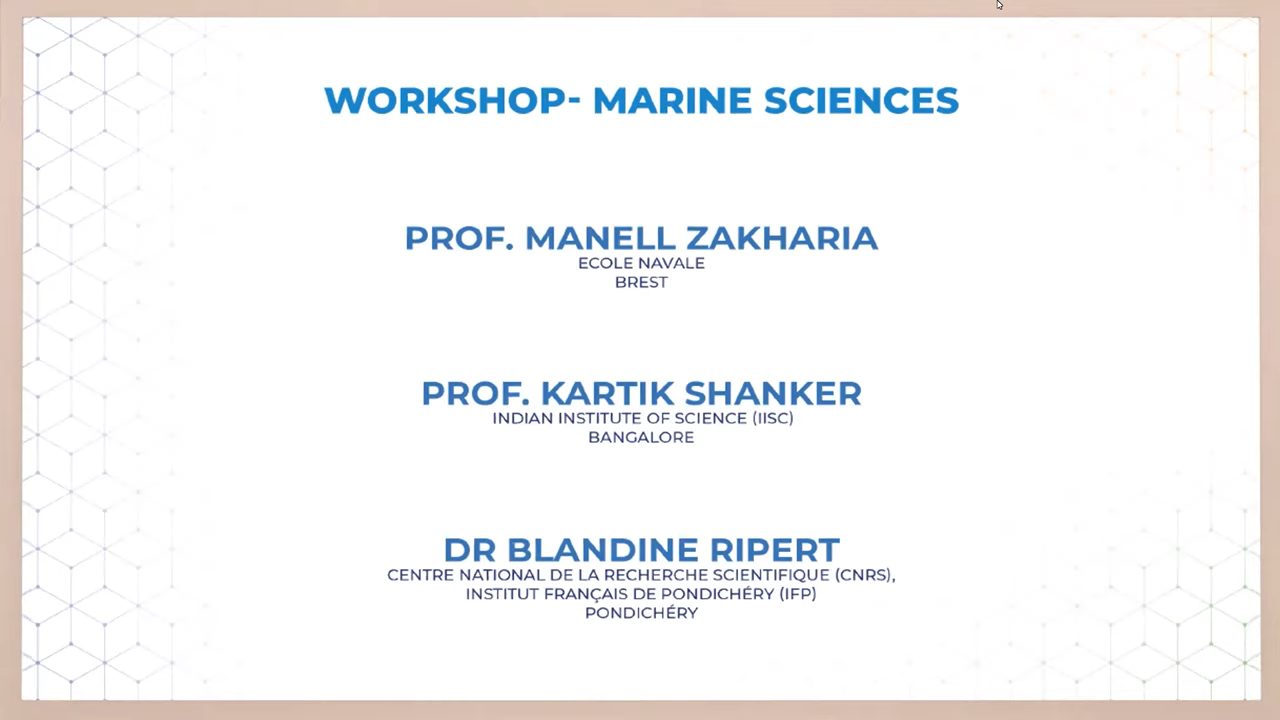 WORKSHOP- MARINE SCIENCES
PROF. MANELL ZAKHARIA
ECOLE NAVALE
BREST
PROF. KARTIK SHANKER
INDIAN INSTITUTE OF SCIENCE (IISC)
BANGALORE
DR BLANDINE RIPERT
CENTRE NATIONAL DE LA RECHERCHE SCIENTIFIQUE (CNRS),
INSTITUT FRANÇAIS DE PONDICHÉRY (IFP)
PONDICHÉRY